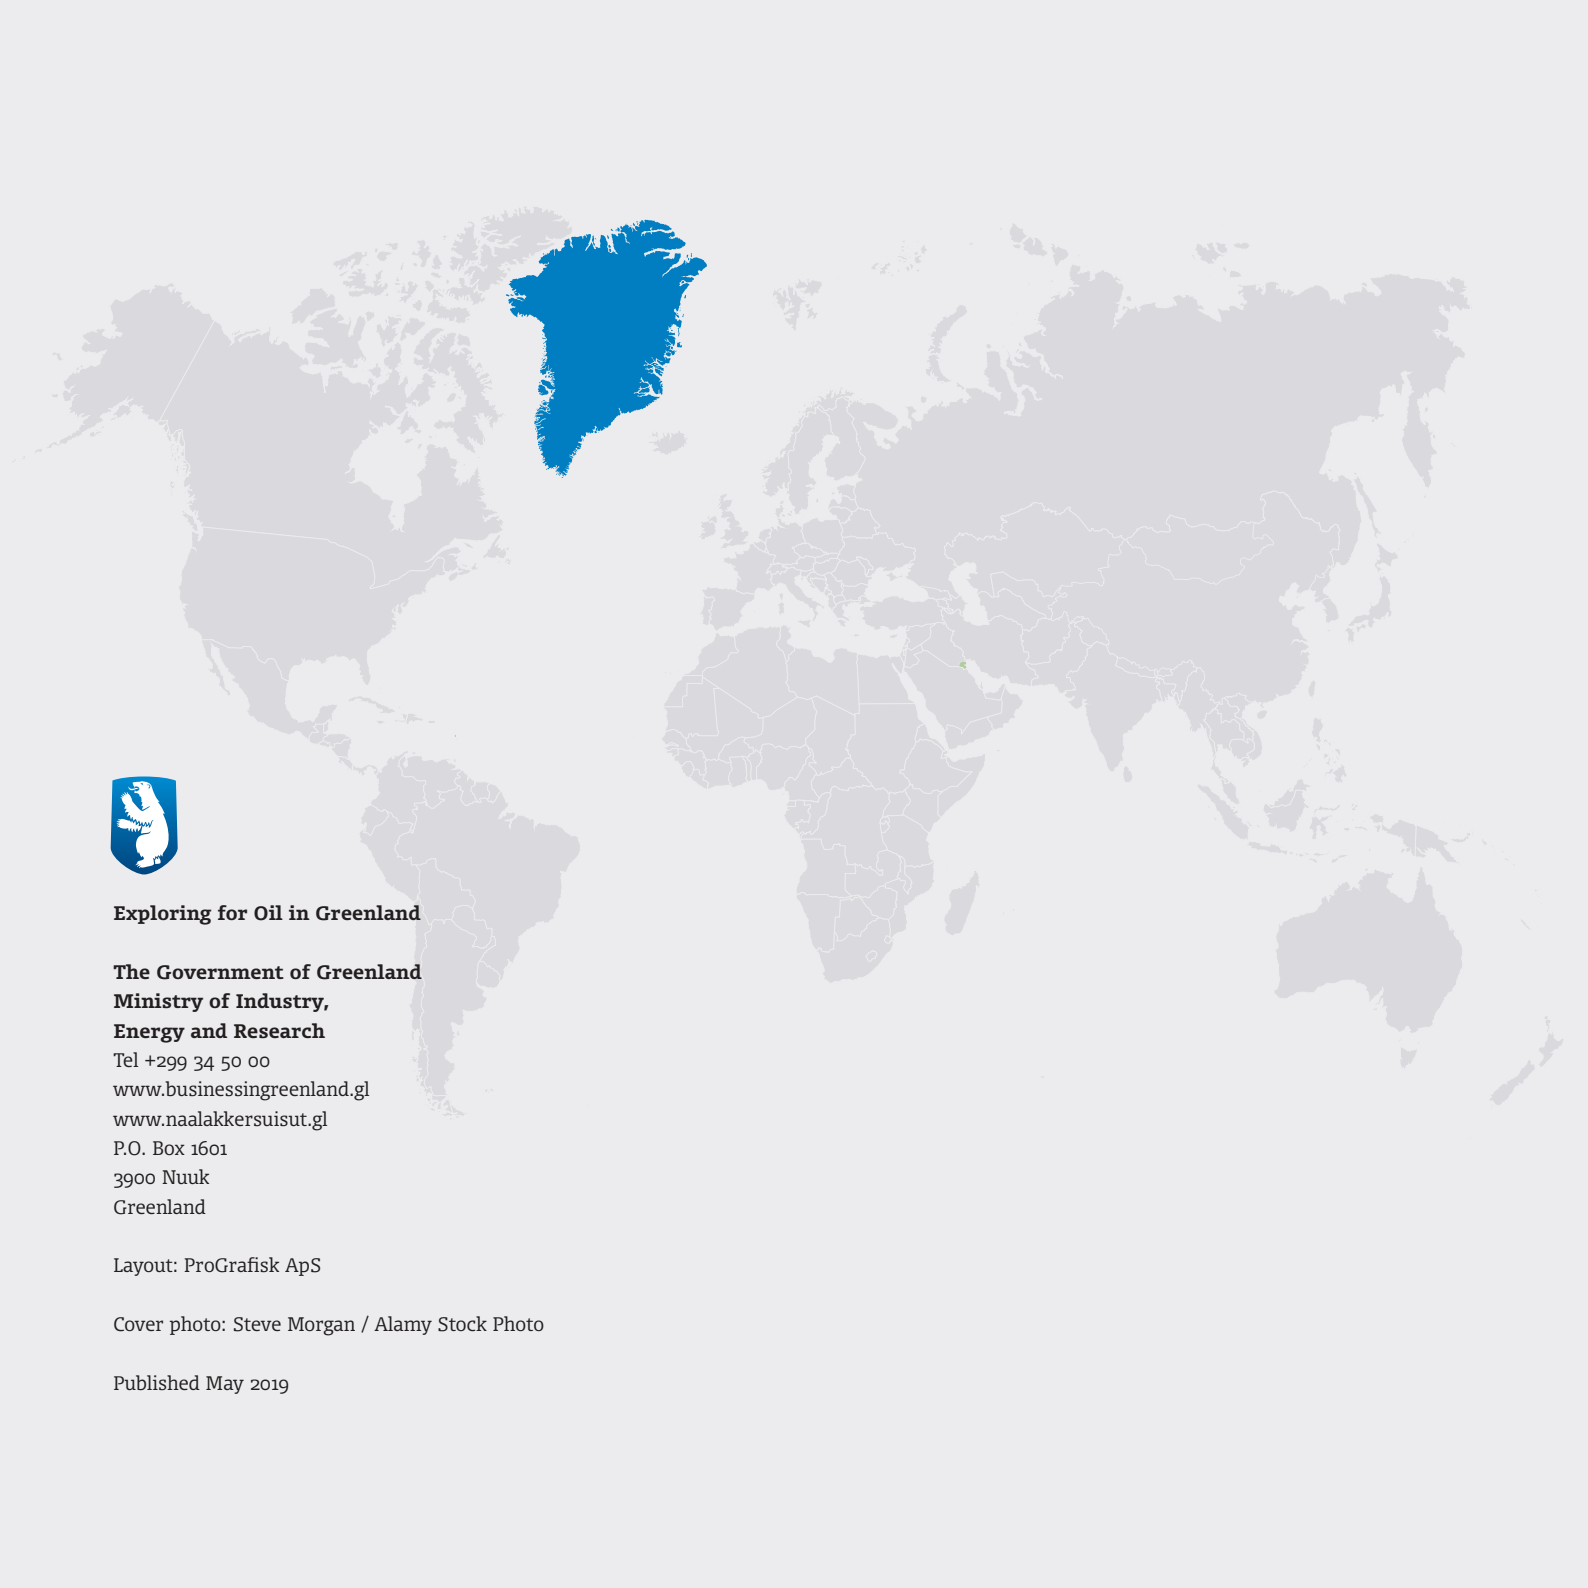 Exploring for Oil in Greenland
The Government of Greenland
Ministry of Industry,
Energy and Research
Tel +299 34 50 00
www.businessingreenland.gl
www.naalakkersuisut.gl
P.O. Box 1601
3900 Nuuk
Greenland
Layout: ProGrafisk ApS
Cover photo: Steve Morgan / Alamy Stock Photo
Published May 2019